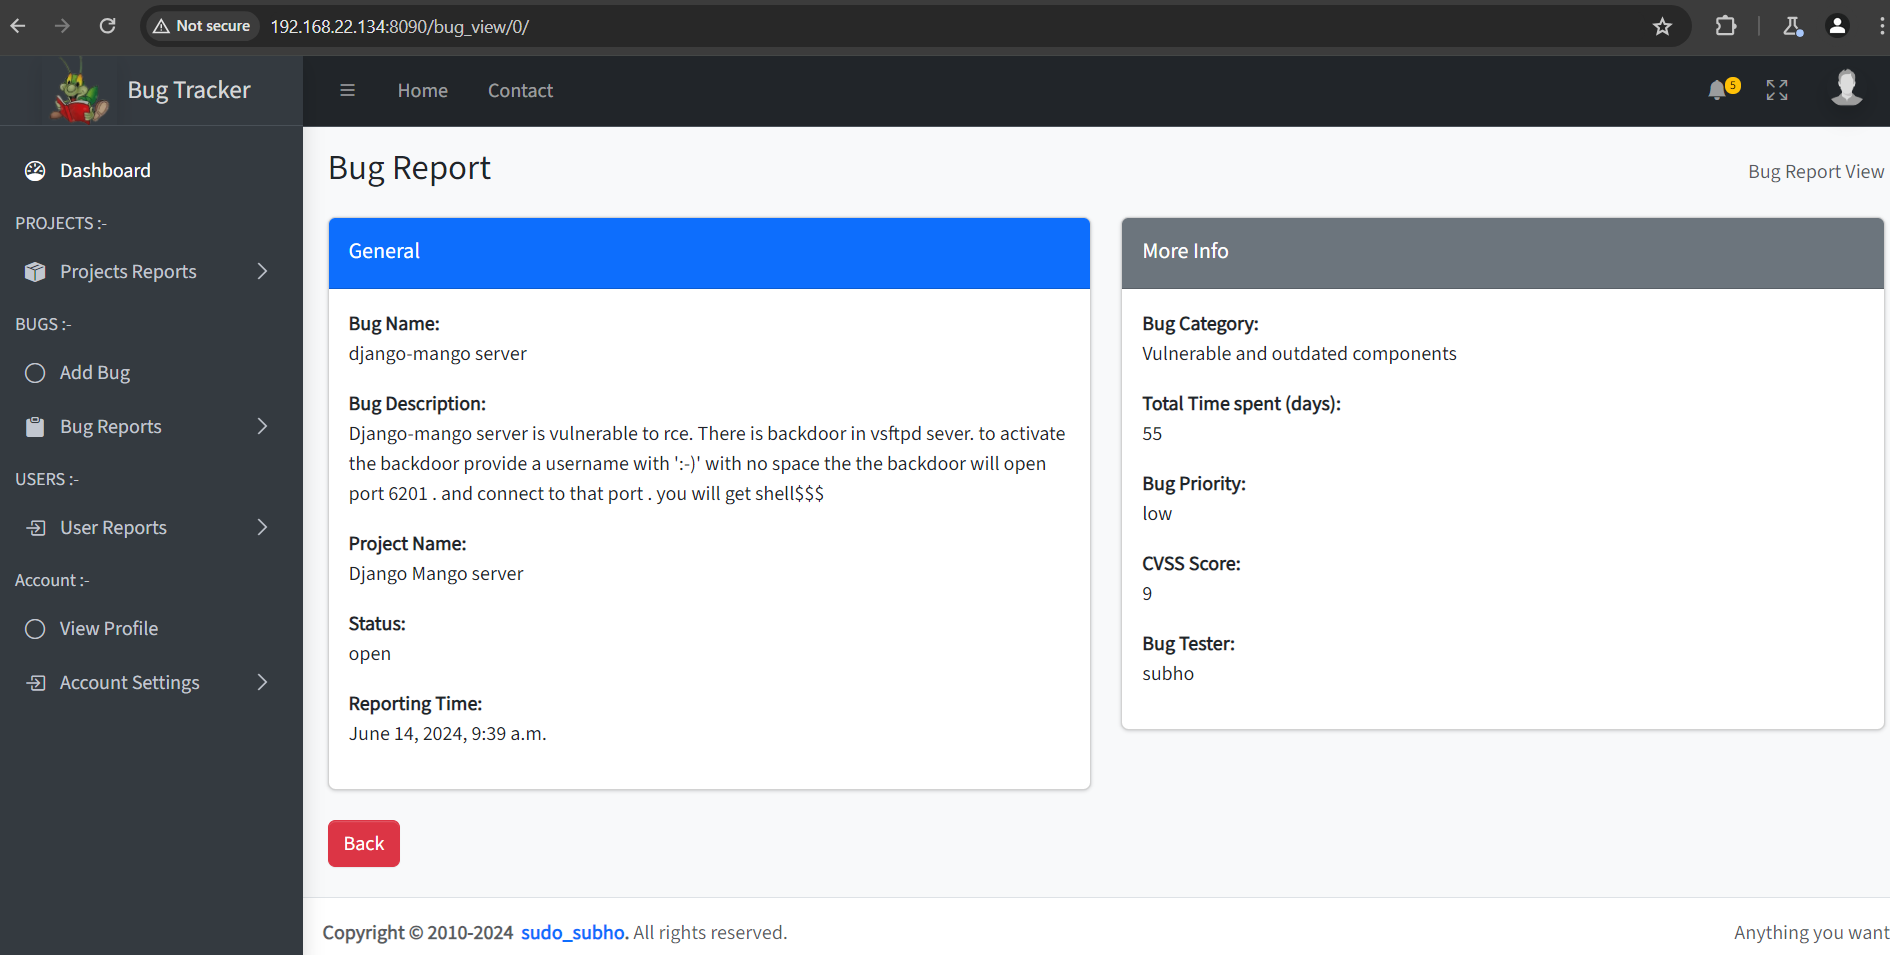 Not secure 192.168.22.134:8090/bug_view/0/
Bug Tracker
Home Contact
5
Dashboard
PROJECTS :-
Projects Reports
BUGS :-
Add Bug
Bug Reports
USERS :-
User Reports
Account :-
View Profile
Account Settings
Bug Report
Bug Report View
General
Bug Name:
django-mango server
Bug Description:
Django-mango server is vulnerable to rce. There is backdoor in vsftpd sever. to activate
the backdoor provide a username with ':-)' with no space the the backdoor will open
port 6201 . and connect to that port . you will get shell$$$
Project Name:
Django Mango server
Status:
open
Reporting Time:
June 14, 2024, 9:39 a.m.
More Info
Bug Category:
Vulnerable and outdated components
Total Time spent (days):
55
Bug Priority:
low
CVSS Score:
9
Bug Tester:
subho
Back
Copyright © 2010-2024 sudo_subho. All rights reserved.
Anything you want